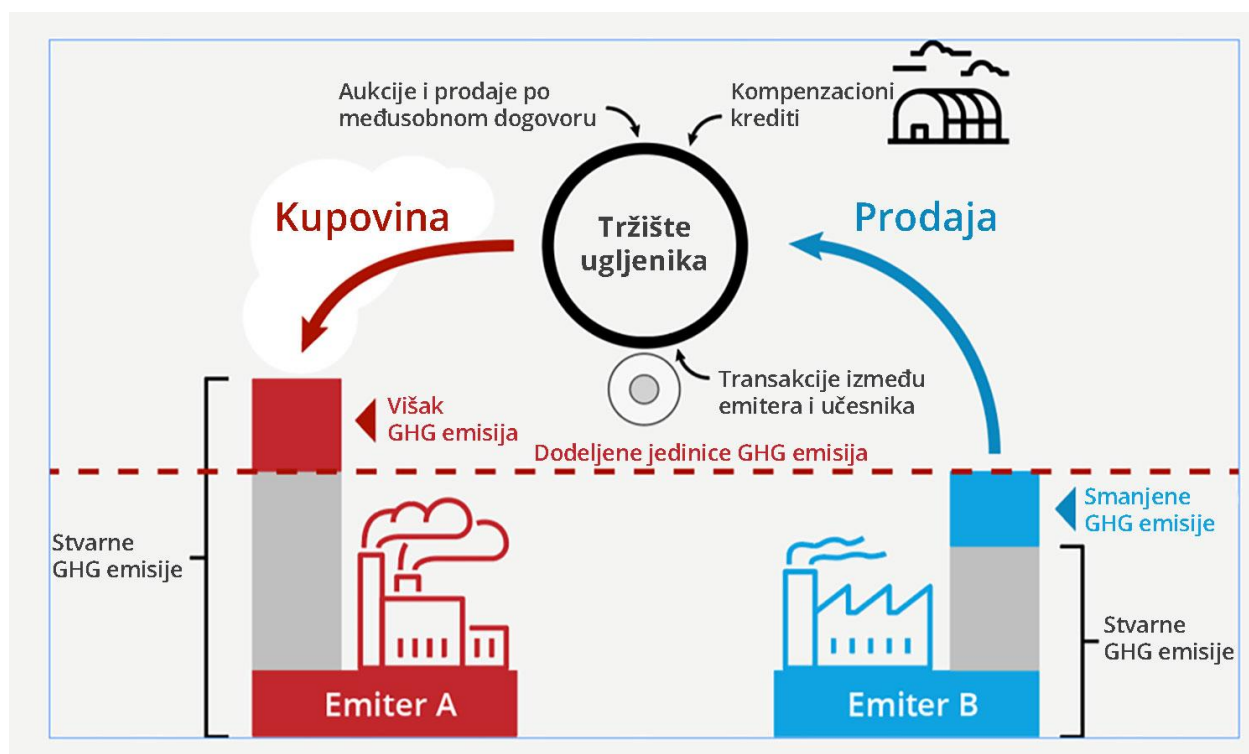 Aukcije i prodaje po
međusobnom dogovoru
Kompenzacioni
krediti
Kupovina
Tržište
ugljenika
Prodaja
Transakcije između
emitera i učesnika
Višak
GHG emisija
Dodeljene jedinice GHG emisija
Smanjene
GHG emisije
Stvarne
GHG emisije
Stvarne
GHG emisije
Emiter A
Emiter B